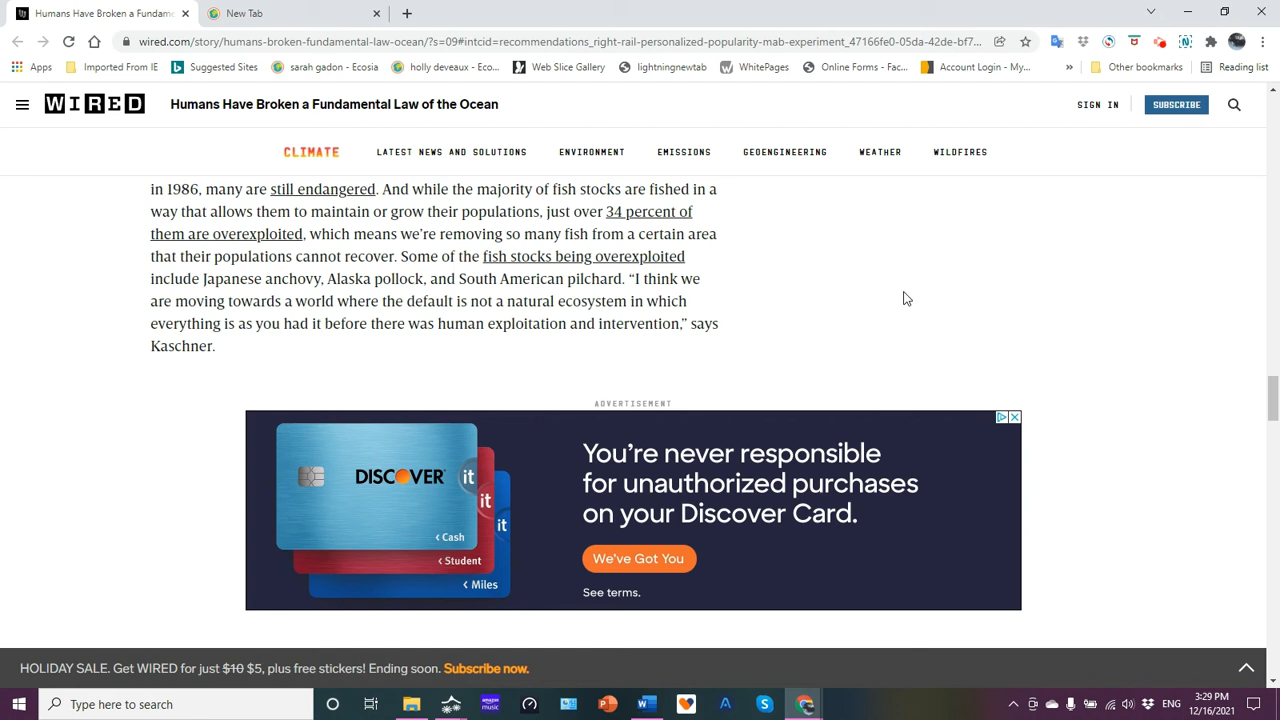 Humans Have Broken a Fundame
New Tab
wired.com/story/humans-broken-fundamental-law-ocean/?s=09#intcid=recommendations_right-rail-personalized-popularity-mab-experiment_47166fe0-05da-42de-bf7...
Apps
Imported From IE
Suggested Sites
sarah gadon - Ecosia
holly deveaux - Eco...
Web Slice Gallery
lightningnewtab
WhitePages
Online Forms - Fac...
Account Login - My...
»
Other bookmarks
Reading list
WIRED
Humans Have Broken a Fundamental Law of the Ocean
SIGN IN
SUBSCRIBE
CLIMATE
LATEST NEWS AND SOLUTIONS
ENVIRONMENT
EMISSIONS
GEOENGINEERING
WEATHER
WILDFIRES
in 1986, many are still endangered. And while the majority of fish stocks are fished in a
way that allows them to maintain or grow their populations, just over 34 percent of
them are overexploited, which means we're removing so many fish from a certain area
that their populations cannot recover. Some of the fish stocks being overexploited
include Japanese anchovy, Alaska pollock, and South American pilchard. “I think we
are moving towards a world where the default is not a natural ecosystem in which
everything is as you had it before there was human exploitation and intervention,” says
Kaschner.
ADVERTISEMENT
DISCOVER
it
it
it
‹ Cash
‹ Student
‹ Miles
You’re never responsible
for unauthorized purchases
on your Discover Card.
We’ve Got You
See terms.
HOLIDAY SALE. Get WIRED for just $10 $5, plus free stickers! Ending soon. Subscribe now.
Type here to search
amazon music
ENG
3:29 PM
12/16/2021